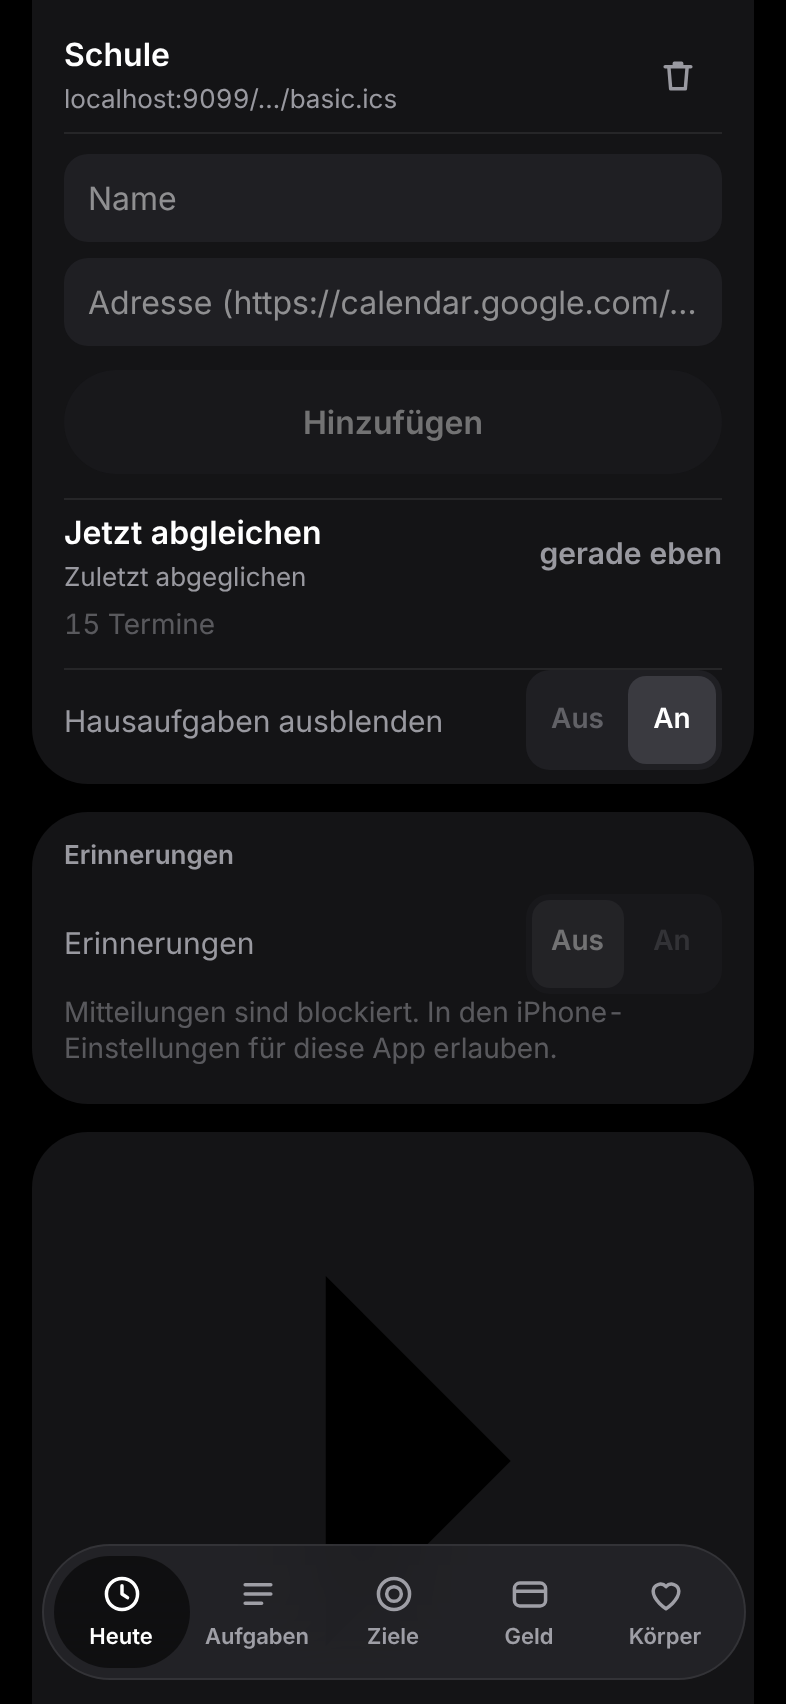 Schule
localhost:9099/.../basic.ics
Name
Adresse (https://calendar.google.com/...
Hinzufügen
Jetzt abgleichen
gerade eben
Zuletzt abgeglichen
15 Termine
Hausaufgaben ausblenden
Aus
An
Erinnerungen
Erinnerungen
Aus
An
Mitteilungen sind blockiert. In den iPhone-
Einstellungen für diese App erlauben.
Heute
Aufgaben
Ziele
Geld
Körper